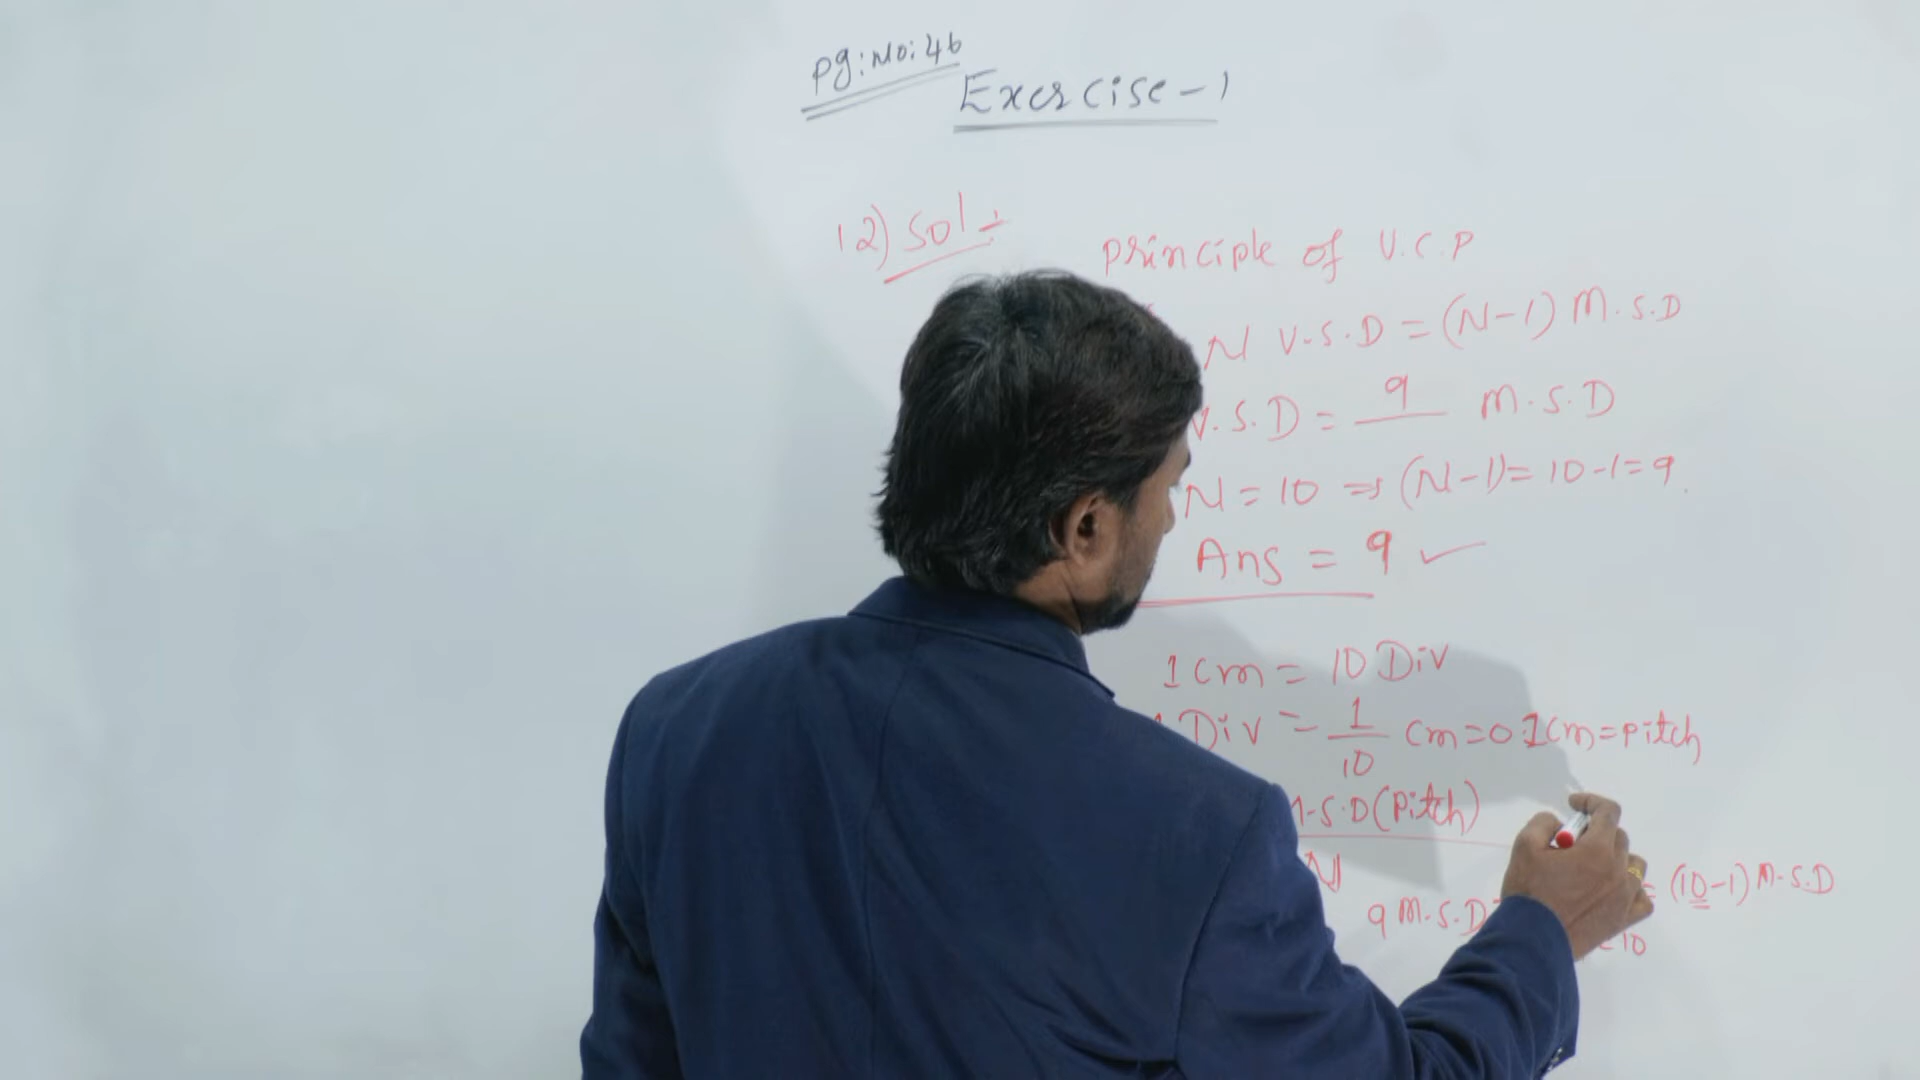 Pg:No:46
Exercise-1
12) Sol:-
Principle of V.C.P
N V.S.D = (N-1) M.S.D
V.S.D = 9 M.S.D
N = 10 ⇒ (N-1) = 10-1 = 9.
Ans = 9 ✓
1 cm = 10 Div
1 Div = 1/10 cm = 0.1 cm = Pitch
M.S.D (Pitch)
N
9 M.S.D = (10-1) M.S.D
= 10